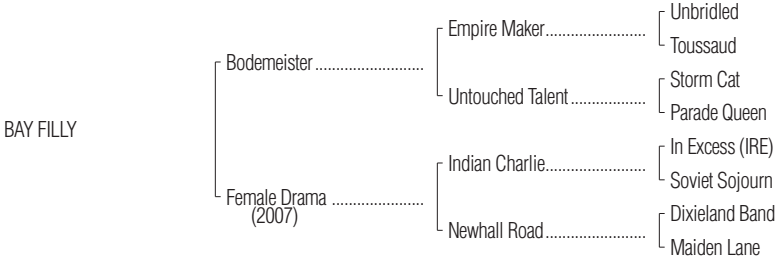 Unbridled
Empire Maker..........................
Toussaud
Bodemeister..........................
Storm Cat
Untouched Talent..................
Parade Queen
BAY FILLY
In Excess (IRE)
Indian Charlie.........................
Soviet Sojourn
Female Drama ......................
(2007)
Dixieland Band
Newhall Road........................
Maiden Lane